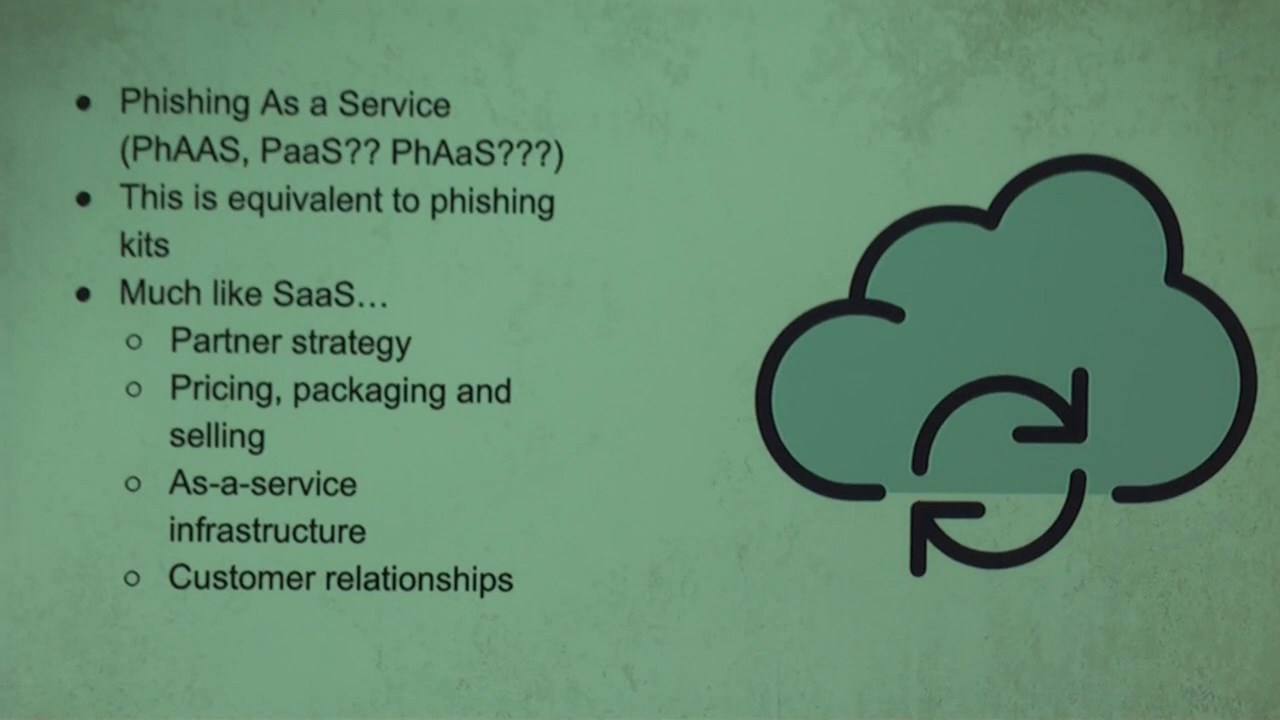 Phishing As a Service
(PhAAS, PaaS?? PhAaS???)
This is equivalent to phishing
kits
Much like SaaS...
Partner strategy
Pricing, packaging and
selling
As-a-service
infrastructure
Customer relationships